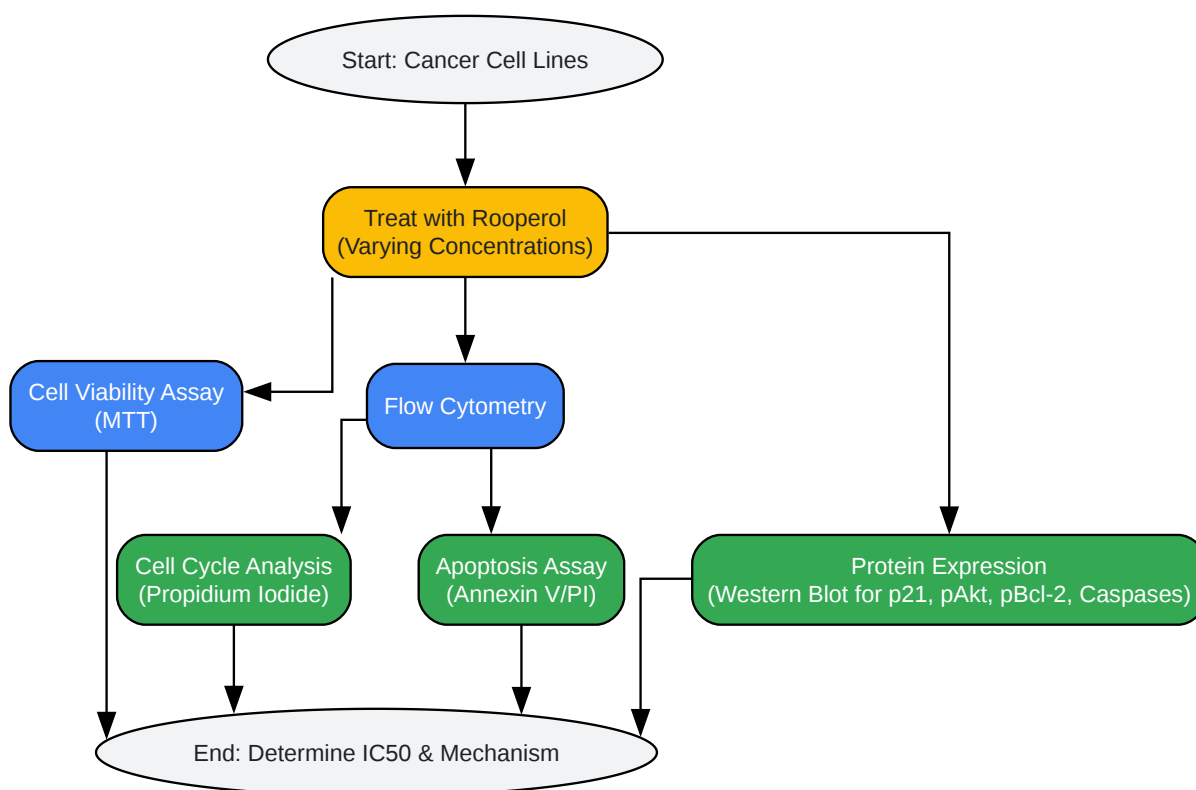 Start: Cancer Cell Lines
Treat with Rooperol
(Varying Concentrations)
Cell Viability Assay
(MTT)
Flow Cytometry
Cell Cycle Analysis
(Propidium Iodide)
Apoptosis Assay
(Annexin V/PI)
Protein Expression
(Western Blot for p21, pAkt, pBcl-2, Caspases)
End: Determine IC50 & Mechanism